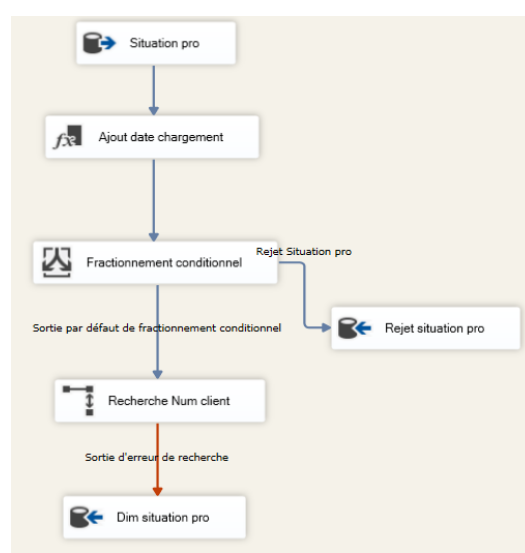 Situation pro
Ajout date chargement
Rejet Situation pro
Fractionnement conditionnel
Sortie par défaut de fractionnement conditionnel
Rejet situation pro
Recherche Num client
Sortie d'erreur de recherche
Dim situation pro